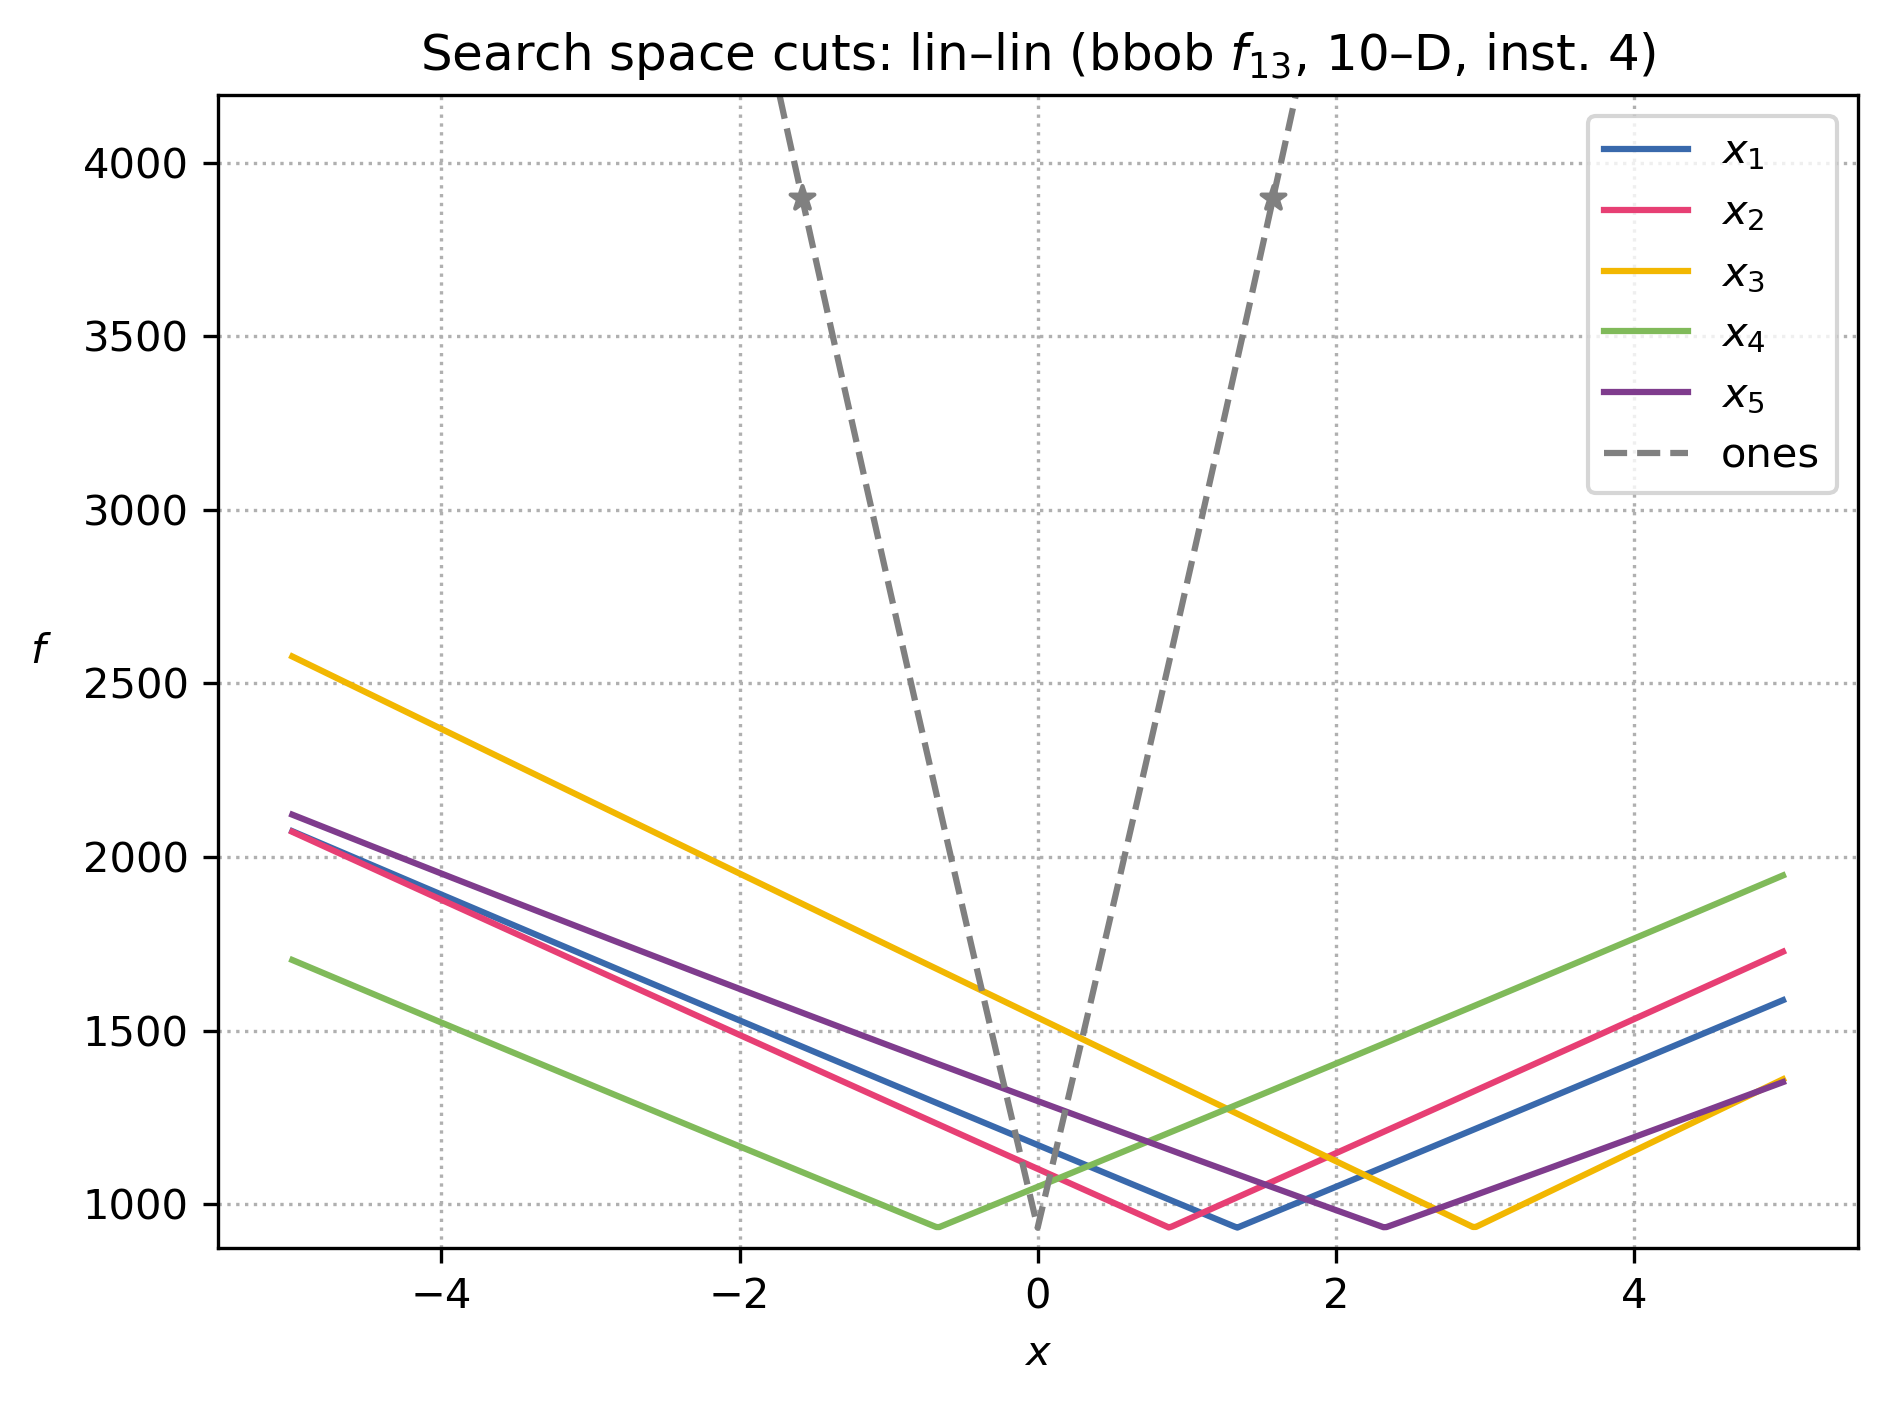 Search space cuts: lin–lin (bbob f₁₃, 10–D, inst. 4)
4000
3500
3000
2500
2000
1500
1000
f
−4
−2
0
2
4
x
x₁
x₂
x₃
x₄
x₅
ones